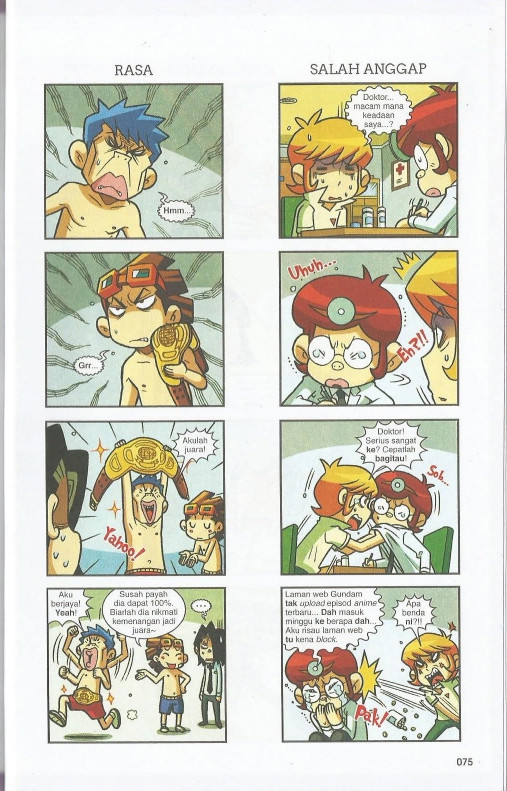 RASA
Hmm...
Grr...
Akulah
juara!
Yahoo!
Aku
berjaya!
Yeah!
Susah payah
dia dapat 100%.
Biarlah dia nikmati
kemenangan jadi
juara~
...
SALAH ANGGAP
Doktor...
macam mana
keadaan
saya...?
Uhuh...
Eh?!!
Doktor!
Serius sangat
ke? Cepatlah
bagitau!
Sob...
Laman web Gundam
tak upload episod anime
terbaru... Dah masuk
minggu ke berapa dah...
Aku risau laman web
tu kena block.
Apa
benda
ni?!!
Pak!
075